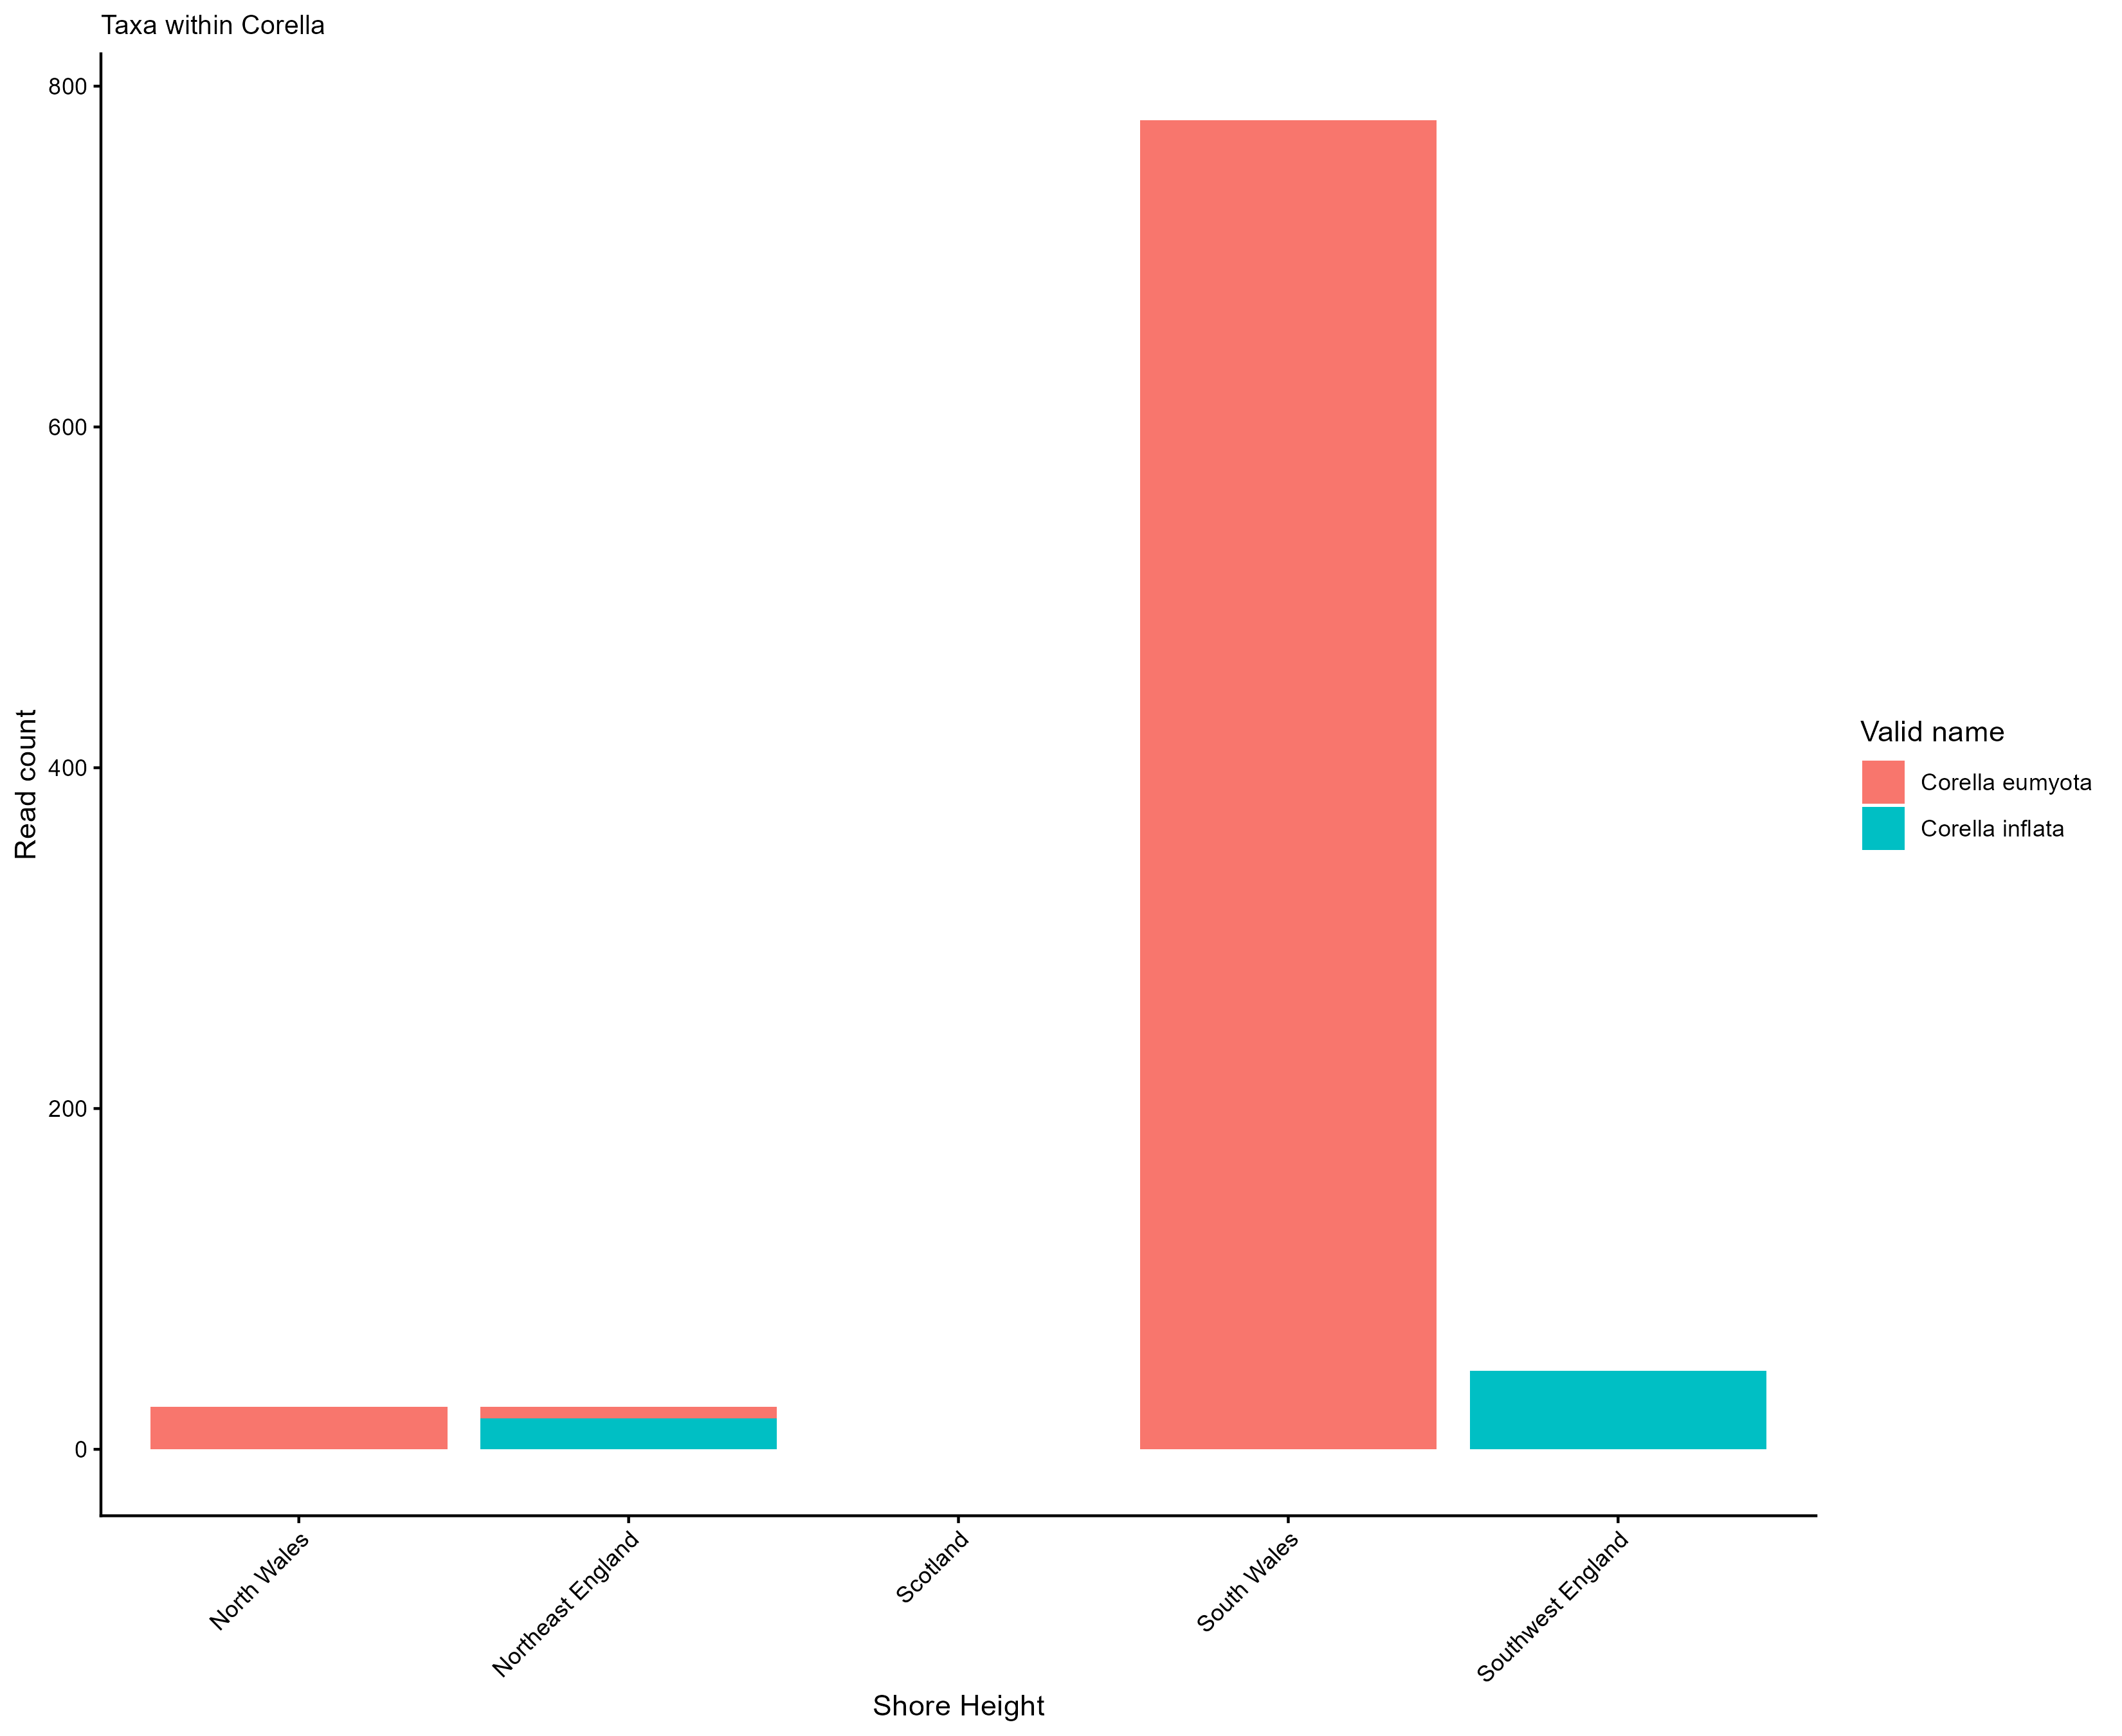 Taxa within Corella
800
600
400
200
0
Read count
North Wales
Northeast England
Scotland
South Wales
Southwest England
Shore Height
Valid name
Corella eumyota
Corella inflata